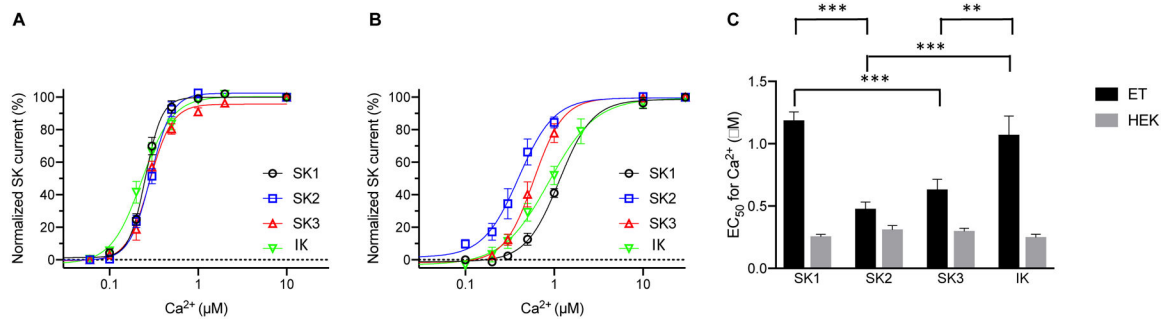 A
Normalized SK current (%)
100
80
60
40
20
0
0.1
1
10
Ca²⁺ (μM)
SK1
SK2
SK3
IK
B
Normalized SK current (%)
100
80
60
40
20
0
0.1
1
10
Ca²⁺ (μM)
SK1
SK2
SK3
IK
C
*** **
***
***
EC₅₀ for Ca²⁺ (□M)
1.5
1.0
0.5
0.0
SK1 SK2 SK3 IK
ET
HEK